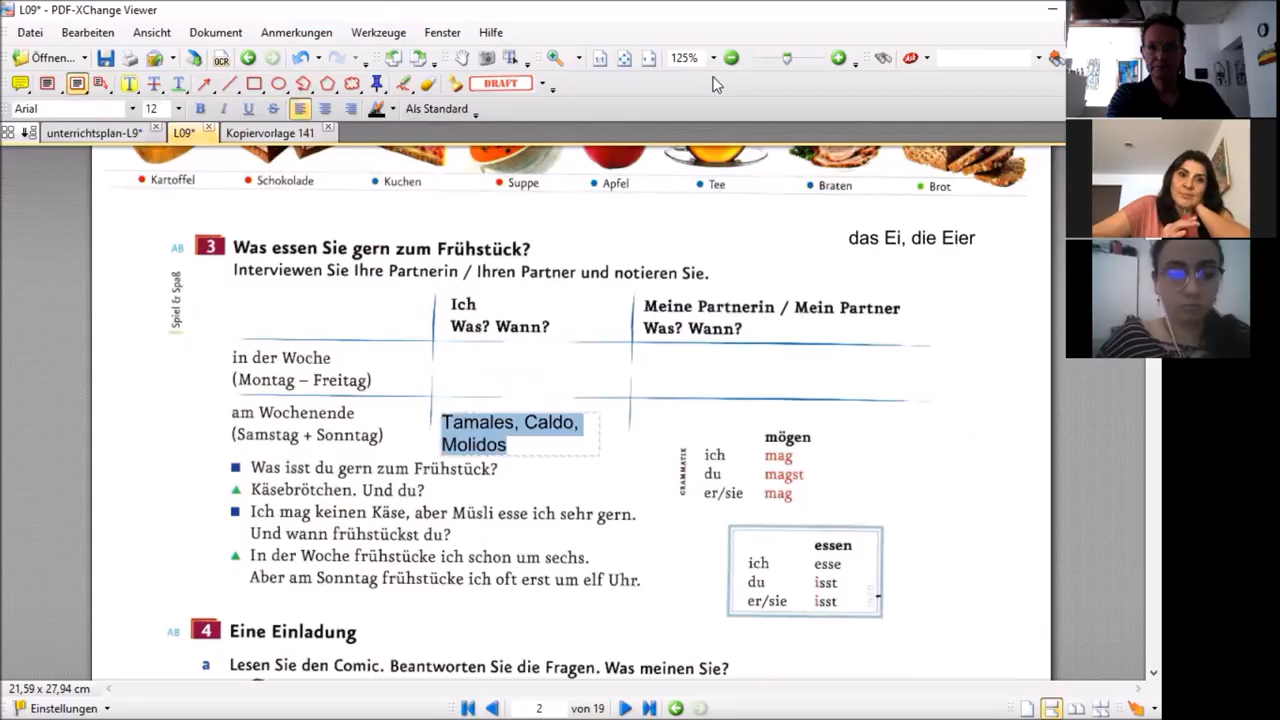 L09* - PDF-XChange Viewer
Datei Bearbeiten Ansicht Dokument Anmerkungen Werkzeuge Fenster Hilfe
Öffnen... OCR 125%
DRAFT
Arial 12 B I U S Als Standard
unterrichtsplan-L9* L09* Kopiervorlage 141
Kartoffel Schokolade Kuchen Suppe Apfel Tee Braten Brot
das Ei, die Eier
AB 3 Was essen Sie gern zum Frühstück?
Interviewen Sie Ihre Partnerin / Ihren Partner und notieren Sie.
Spiel & Spaß
Ich
Was? Wann?
Meine Partnerin / Mein Partner
Was? Wann?
in der Woche
(Montag – Freitag)
am Wochenende
(Samstag + Sonntag)
Tamales, Caldo,
Molidos
Was isst du gern zum Frühstück?
Käsebrötchen. Und du?
Ich mag keinen Käse, aber Müsli esse ich sehr gern.
Und wann frühstückst du?
In der Woche frühstücke ich schon um sechs.
Aber am Sonntag frühstücke ich oft erst um elf Uhr.
GRAMMATIK
mögen
ich mag
du magst
er/sie mag
essen
ich esse
du isst
er/sie isst
AB 4 Eine Einladung
a Lesen Sie den Comic. Beantworten Sie die Fragen. Was meinen Sie?
21,59 x 27,94 cm
Einstellungen 2 von 19